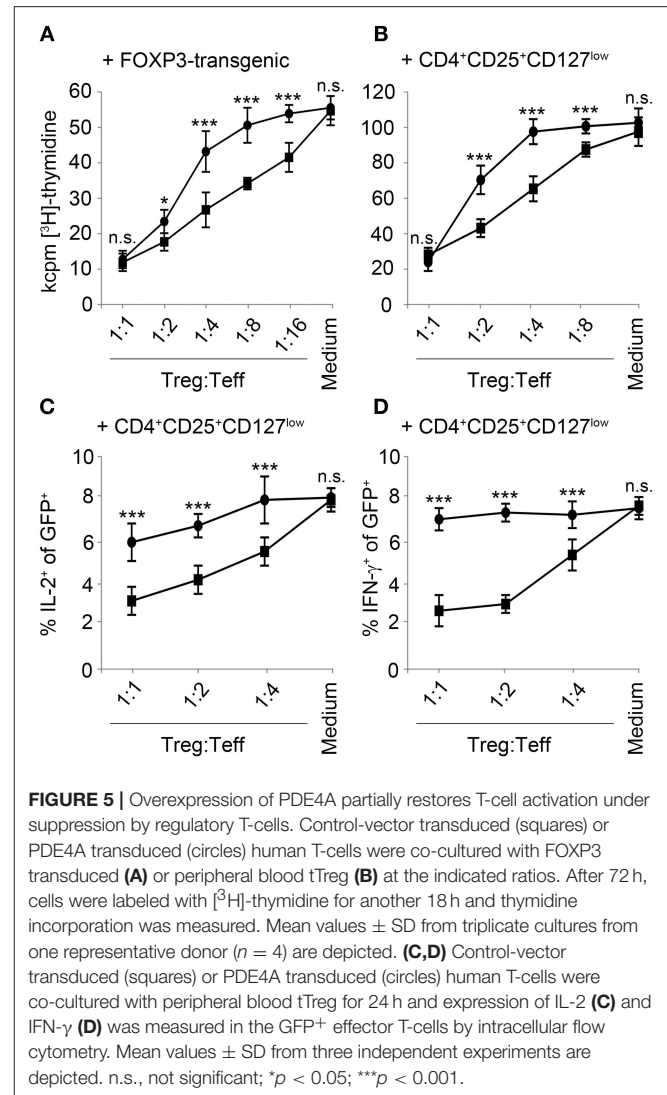 A
+ FOXP3-transgenic
kcpm [³H]-thymidine
60
50
40
30
20
10
0
n.s.
*
***
***
***
n.s.
1:1
1:2
1:4
1:8
1:16
Medium
Treg:Teff
B
+ CD4⁺CD25⁺CD127ˡᵒʷ
120
100
80
60
40
20
0
n.s.
***
***
***
n.s.
1:1
1:2
1:4
1:8
Medium
Treg:Teff
C
+ CD4⁺CD25⁺CD127ˡᵒʷ
% IL-2⁺ of GFP⁺
10
8
6
4
2
0
***
***
***
n.s.
1:1
1:2
1:4
Medium
Treg:Teff
D
+ CD4⁺CD25⁺CD127ˡᵒʷ
% IFN-γ⁺ of GFP⁺
10
8
6
4
2
0
***
***
***
n.s.
1:1
1:2
1:4
Medium
Treg:Teff
FIGURE 5 | Overexpression of PDE4A partially restores T-cell activation under
suppression by regulatory T-cells. Control-vector transduced (squares) or
PDE4A transduced (circles) human T-cells were co-cultured with FOXP3
transduced (A) or peripheral blood tTreg (B) at the indicated ratios. After 72 h,
cells were labeled with [³H]-thymidine for another 18 h and thymidine
incorporation was measured. Mean values ± SD from triplicate cultures from
one representative donor (n = 4) are depicted. (C,D) Control-vector
transduced (squares) or PDE4A transduced (circles) human T-cells were
co-cultured with peripheral blood tTreg for 24 h and expression of IL-2 (C) and
IFN-γ (D) was measured in the GFP⁺ effector T-cells by intracellular flow
cytometry. Mean values ± SD from three independent experiments are
depicted. n.s., not significant; *p < 0.05; ***p < 0.001.